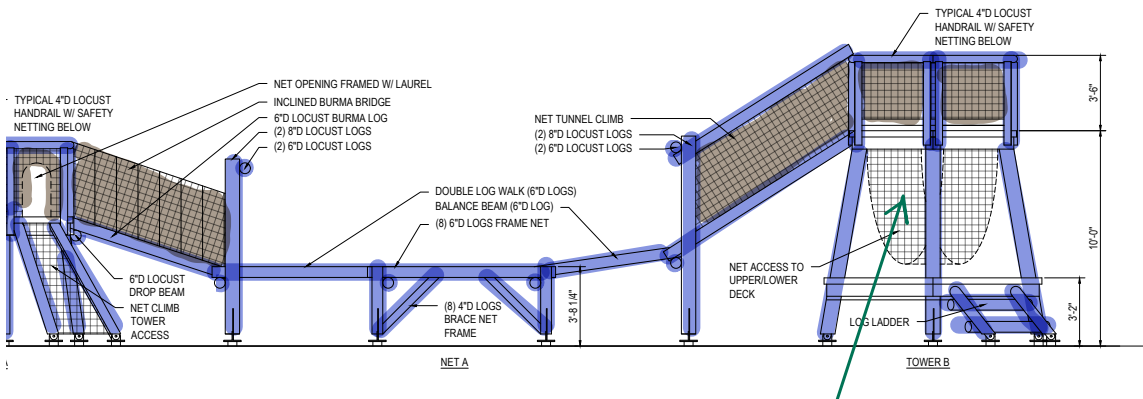 TYPICAL 4"D LOCUST
HANDRAIL W/ SAFETY
NETTING BELOW
NET OPENING FRAMED W/ LAUREL
INCLINED BURMA BRIDGE
6"D LOCUST BURMA LOG
(2) 8"D LOCUST LOGS
(2) 6"D LOCUST LOGS
TYPICAL 4"D LOCUST
HANDRAIL W/ SAFETY
NETTING BELOW
NET TUNNEL CLIMB
(2) 8"D LOCUST LOGS
(2) 6"D LOCUST LOGS
3'-6"
DOUBLE LOG WALK (6"D LOGS)
BALANCE BEAM (6"D LOG)
(8) 6"D LOGS FRAME NET
10'-0"
6"D LOCUST
DROP BEAM
NET CLIMB
TOWER
ACCESS
(8) 4"D LOGS
BRACE NET
FRAME
3'-8 1/4"
NET ACCESS TO
UPPER/LOWER
DECK
LOG LADDER
3'-2"
NET A
TOWER B